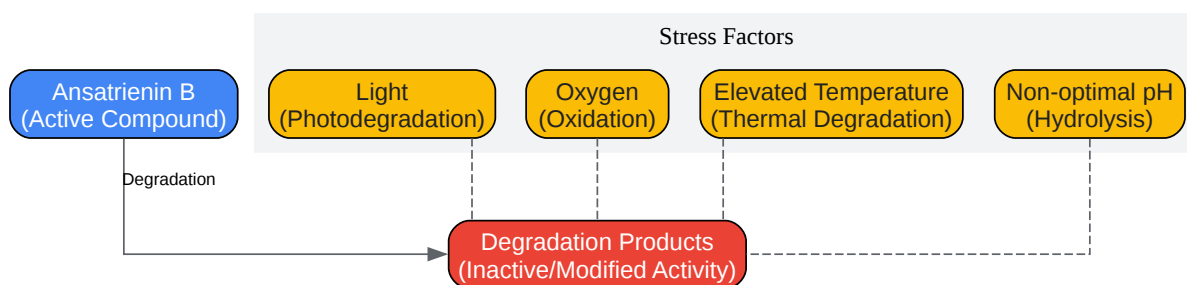 Stress Factors
Ansatrienin B
(Active Compound)
Light
(Photodegradation)
Oxygen
(Oxidation)
Elevated Temperature
(Thermal Degradation)
Non-optimal pH
(Hydrolysis)
Degradation
Degradation Products
(Inactive/Modified Activity)